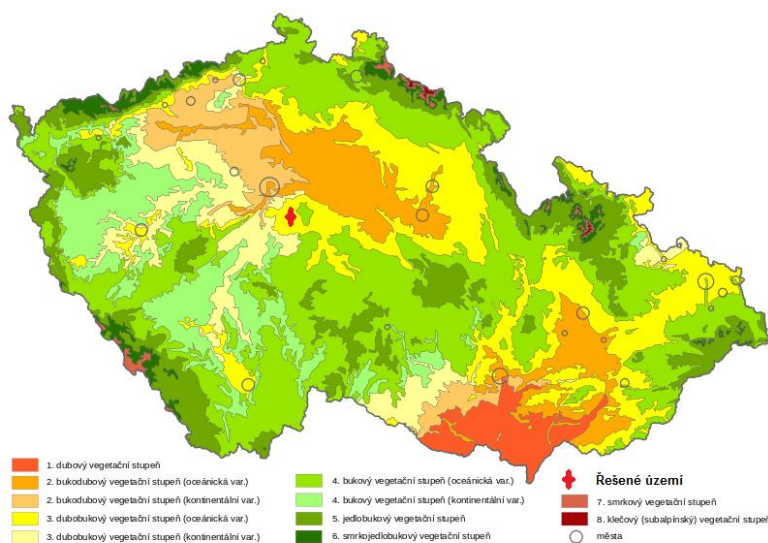 1. dubový vegetační stupeň
2. bukodubový vegetační stupeň (oceánická var.)
2. bukodubový vegetační stupeň (kontinentální var.)
3. dubobukový vegetační stupeň (oceánická var.)
3. dubobukový vegetační stupeň (kontinentální var.)
4. bukový vegetační stupeň (oceánická var.)
4. bukový vegetační stupeň (kontinentální var.)
5. jedlobukový vegetační stupeň
6. smrkojedlobukový vegetační stupeň
Řešené území
7. smrkový vegetační stupeň
8. klečový (subalpínský) vegetační stupeň
města